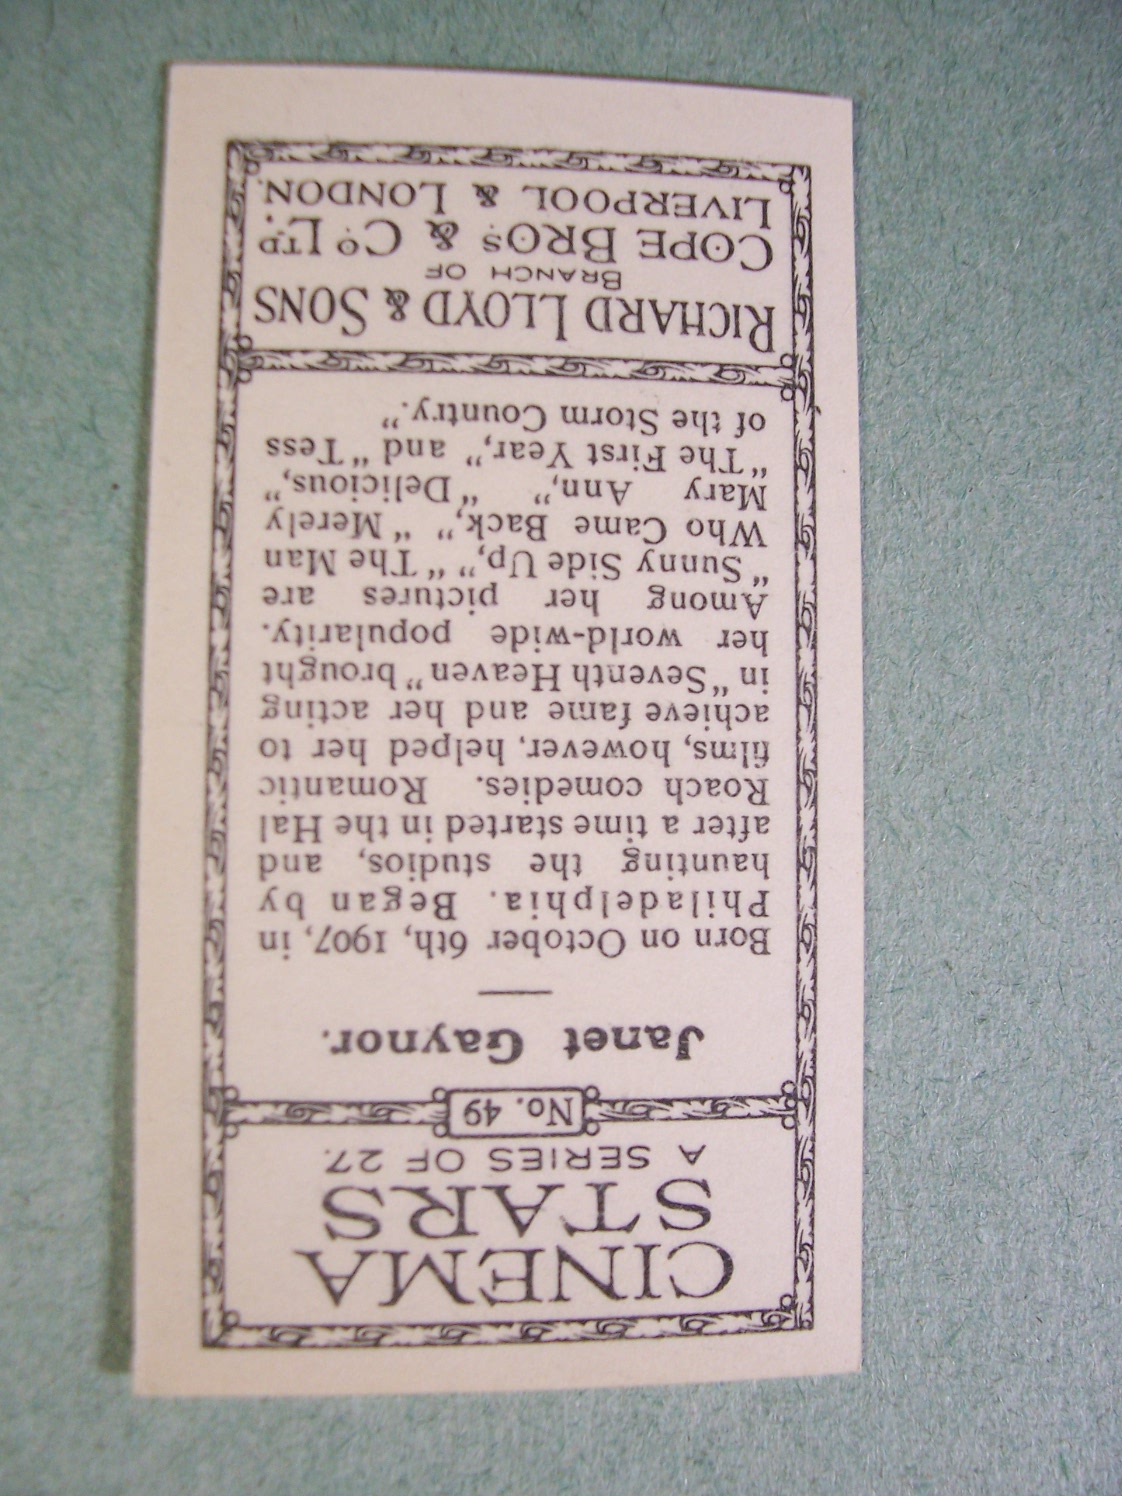 CINEMA
STARS
A SERIES OF 27.
No. 49
Janet Gaynor.
Born on October 6th, 1907, in
Philadelphia. Began by
haunting the studios, and
after a time started in the Hal
Roach comedies. Romantic
films, however, helped her to
achieve fame and her acting
in "Seventh Heaven" brought
her world-wide popularity.
Among her pictures are
"Sunny Side Up," "The Man
Who Came Back," "Merely
Mary Ann," "Delicious,"
"The First Year," and "Tess
of the Storm Country."
RICHARD LLOYD & SONS
BRANCH OF
COPE BROS & CO LTD.
LIVERPOOL & LONDON.